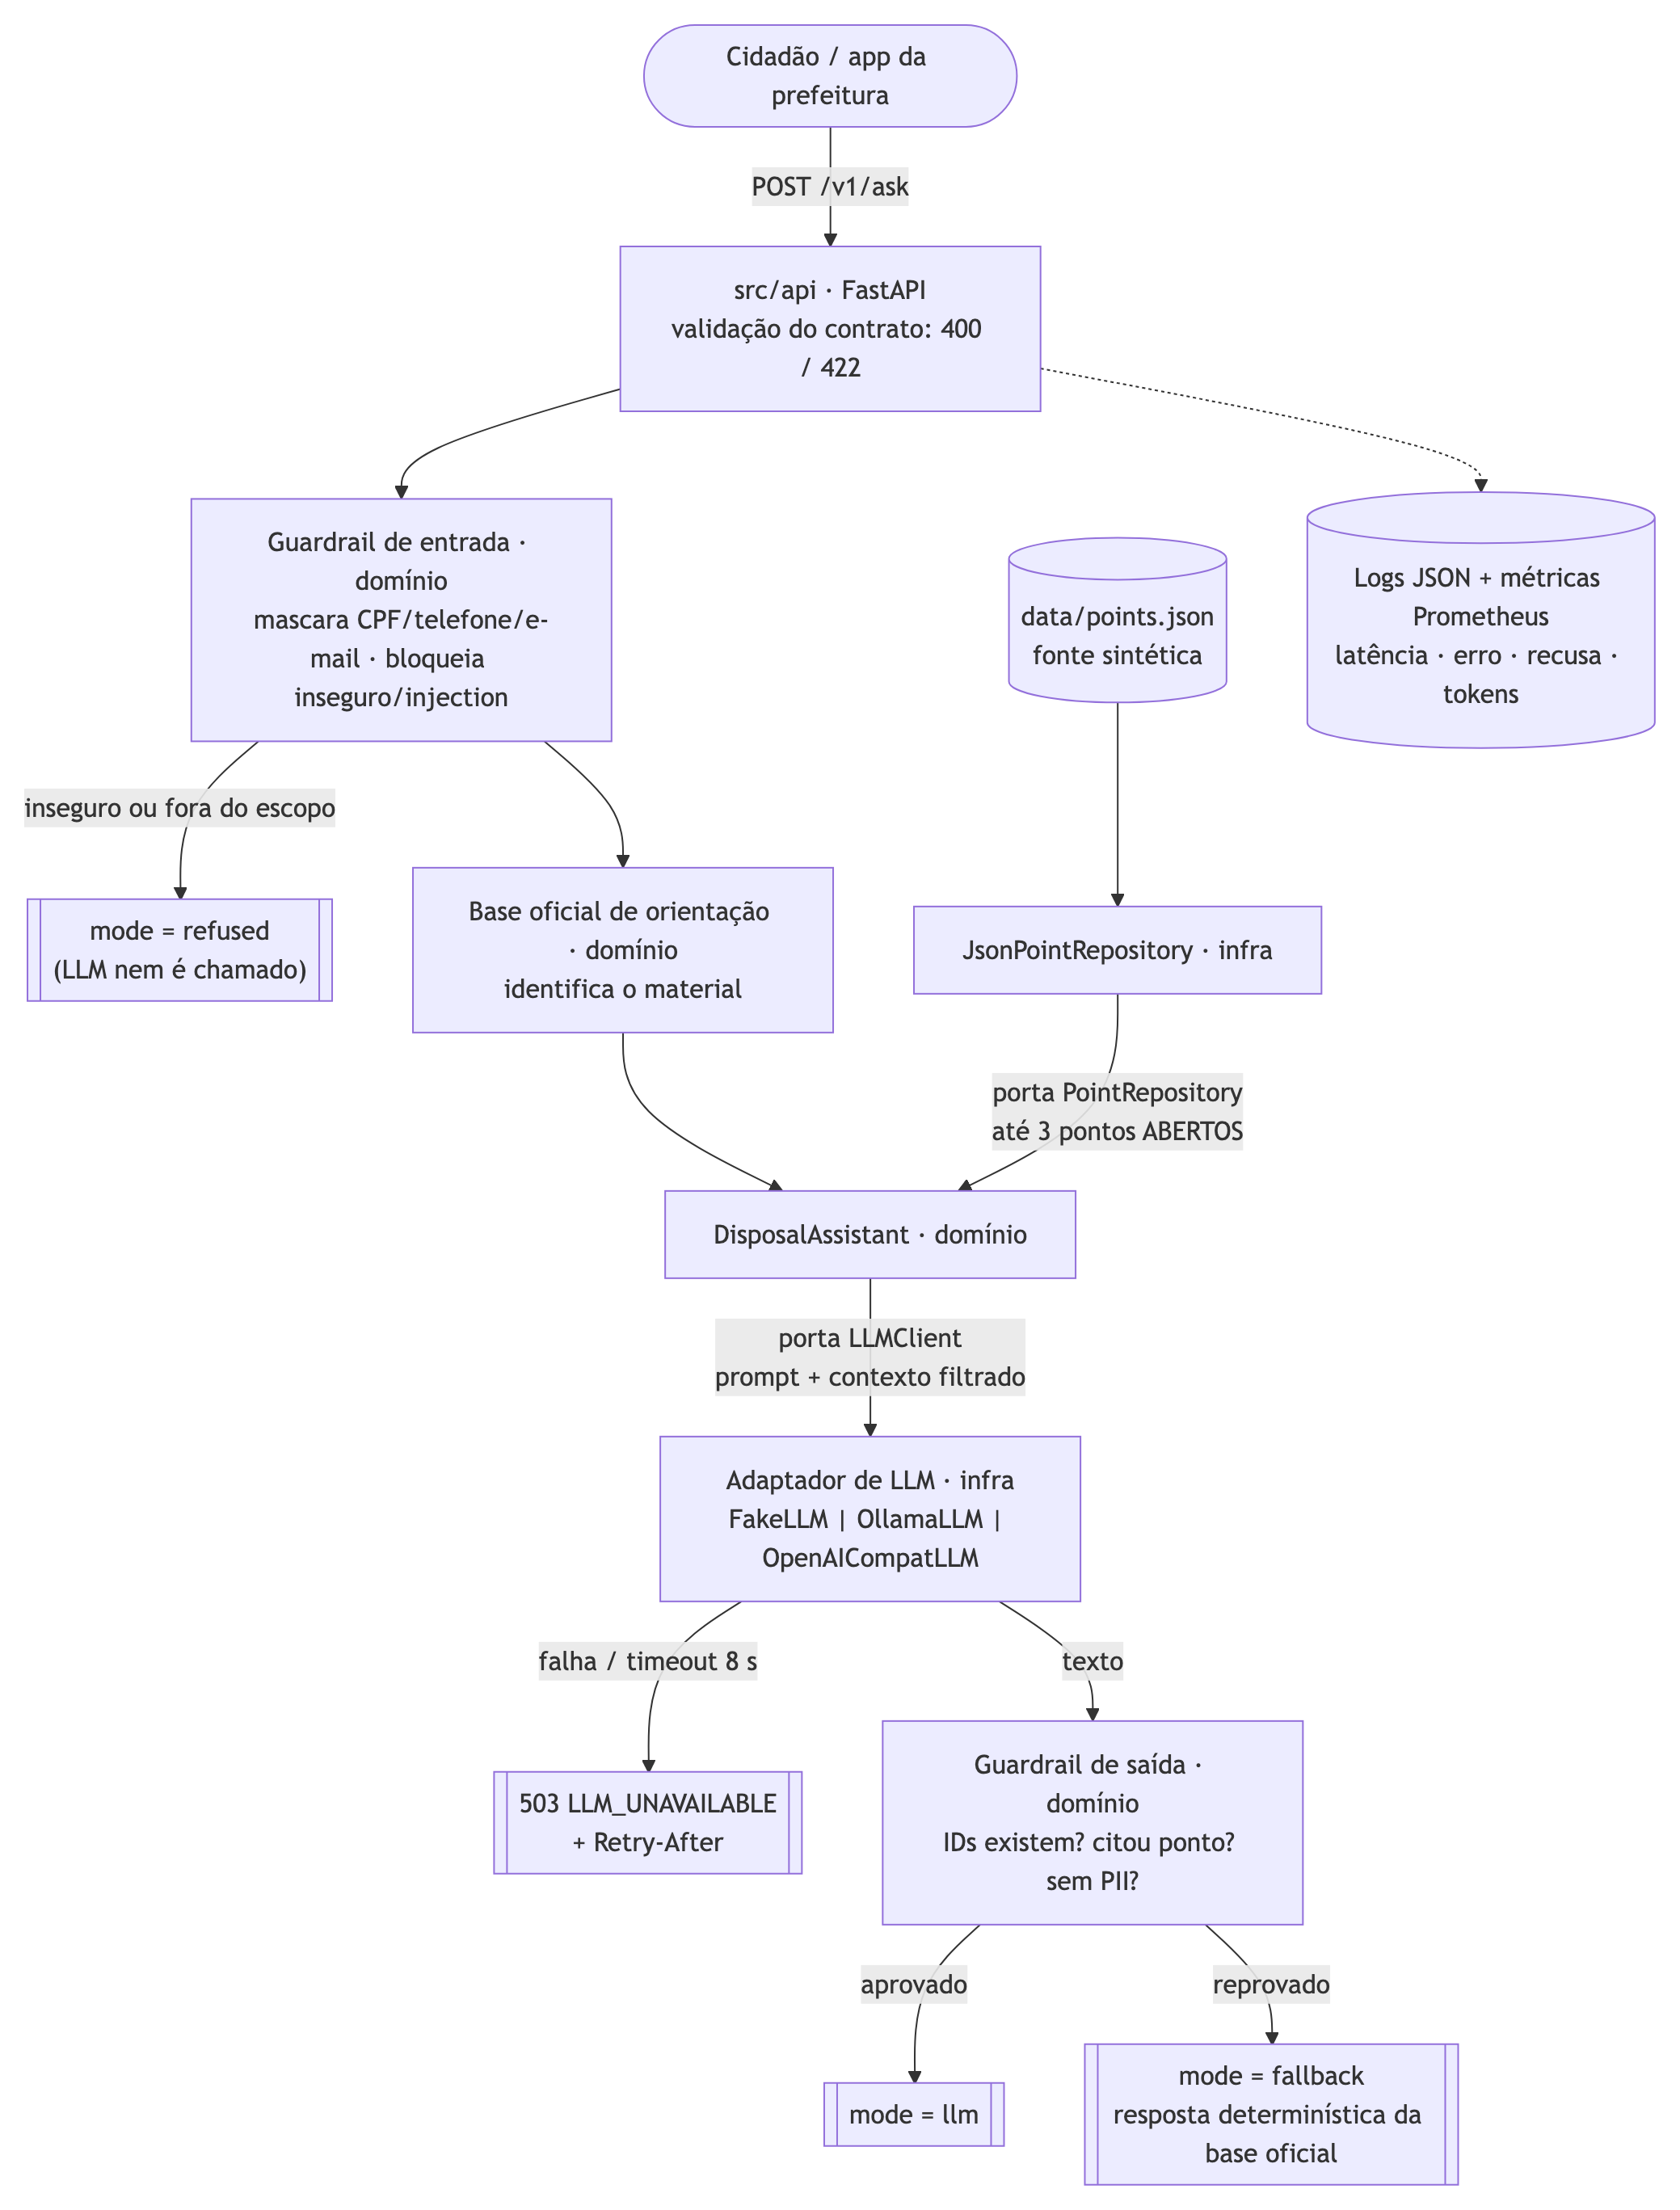 Cidadão / app da
prefeitura
POST /v1/ask
src/api · FastAPI
validação do contrato: 400
/ 422
Guardrail de entrada ·
domínio
mascara CPF/telefone/e-
mail · bloqueia
inseguro/injection
data/points.json
fonte sintética
Logs JSON + métricas
Prometheus
latência · erro · recusa ·
tokens
inseguro ou fora do escopo
mode = refused
(LLM nem é chamado)
Base oficial de orientação
· domínio
identifica o material
JsonPointRepository · infra
porta PointRepository
até 3 pontos ABERTOS
DisposalAssistant · domínio
porta LLMClient
prompt + contexto filtrado
Adaptador de LLM · infra
FakeLLM | OllamaLLM |
OpenAICompatLLM
falha / timeout 8 s
texto
503 LLM_UNAVAILABLE
+ Retry-After
Guardrail de saída ·
domínio
IDs existem? citou ponto?
sem PII?
aprovado
reprovado
mode = llm
mode = fallback
resposta determinística da
base oficial